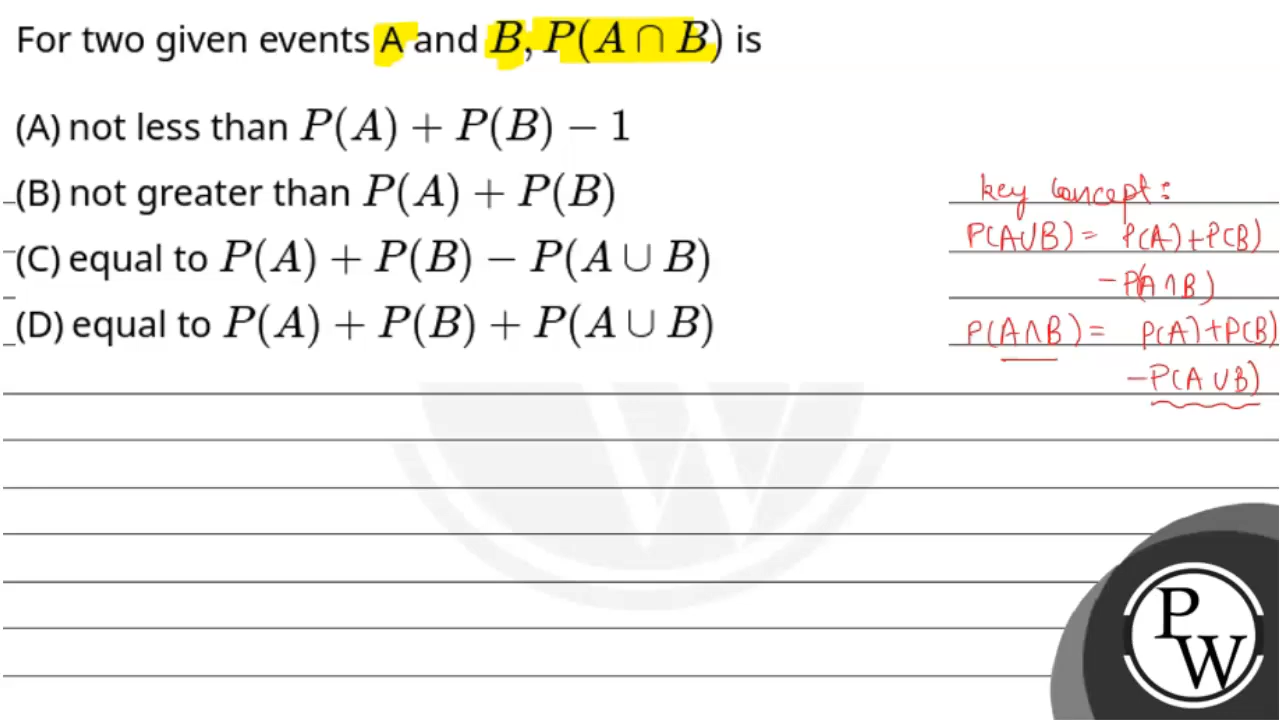 For two given events A and B, P(A ∩ B) is
(A) not less than P(A) + P(B) − 1
(B) not greater than P(A) + P(B)
(C) equal to P(A) + P(B) − P(A ∪ B)
(D) equal to P(A) + P(B) + P(A ∪ B)
key concept:
P(A∪B) = P(A)+P(B)
−P(A∩B)
P(A∩B) = P(A)+P(B)
−P(A∪B)
W
P
W